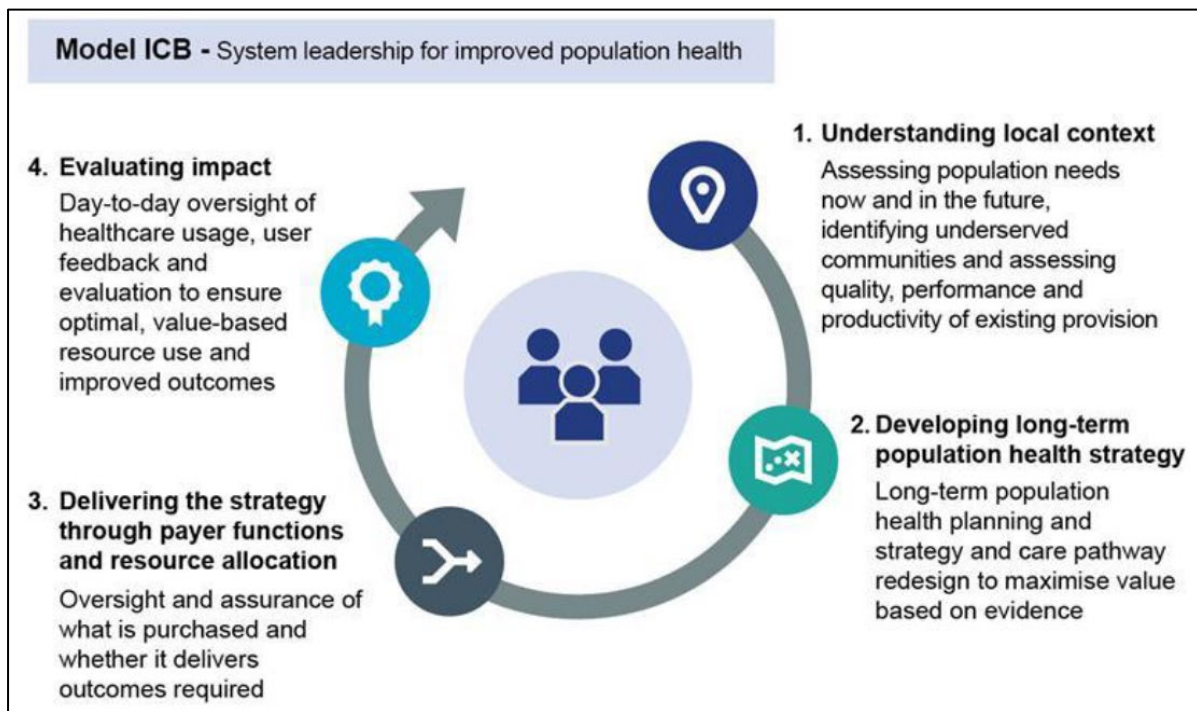 Model ICB - System leadership for improved population health
1. Understanding local context
Assessing population needs
now and in the future,
identifying underserved
communities and assessing
quality, performance and
productivity of existing provision
2. Developing long-term
population health strategy
Long-term population
health planning and
strategy and care pathway
redesign to maximise value
based on evidence
3. Delivering the strategy
through payer functions
and resource allocation
Oversight and assurance of
what is purchased and
whether it delivers
outcomes required
4. Evaluating impact
Day-to-day oversight of
healthcare usage, user
feedback and
evaluation to ensure
optimal, value-based
resource use and
improved outcomes